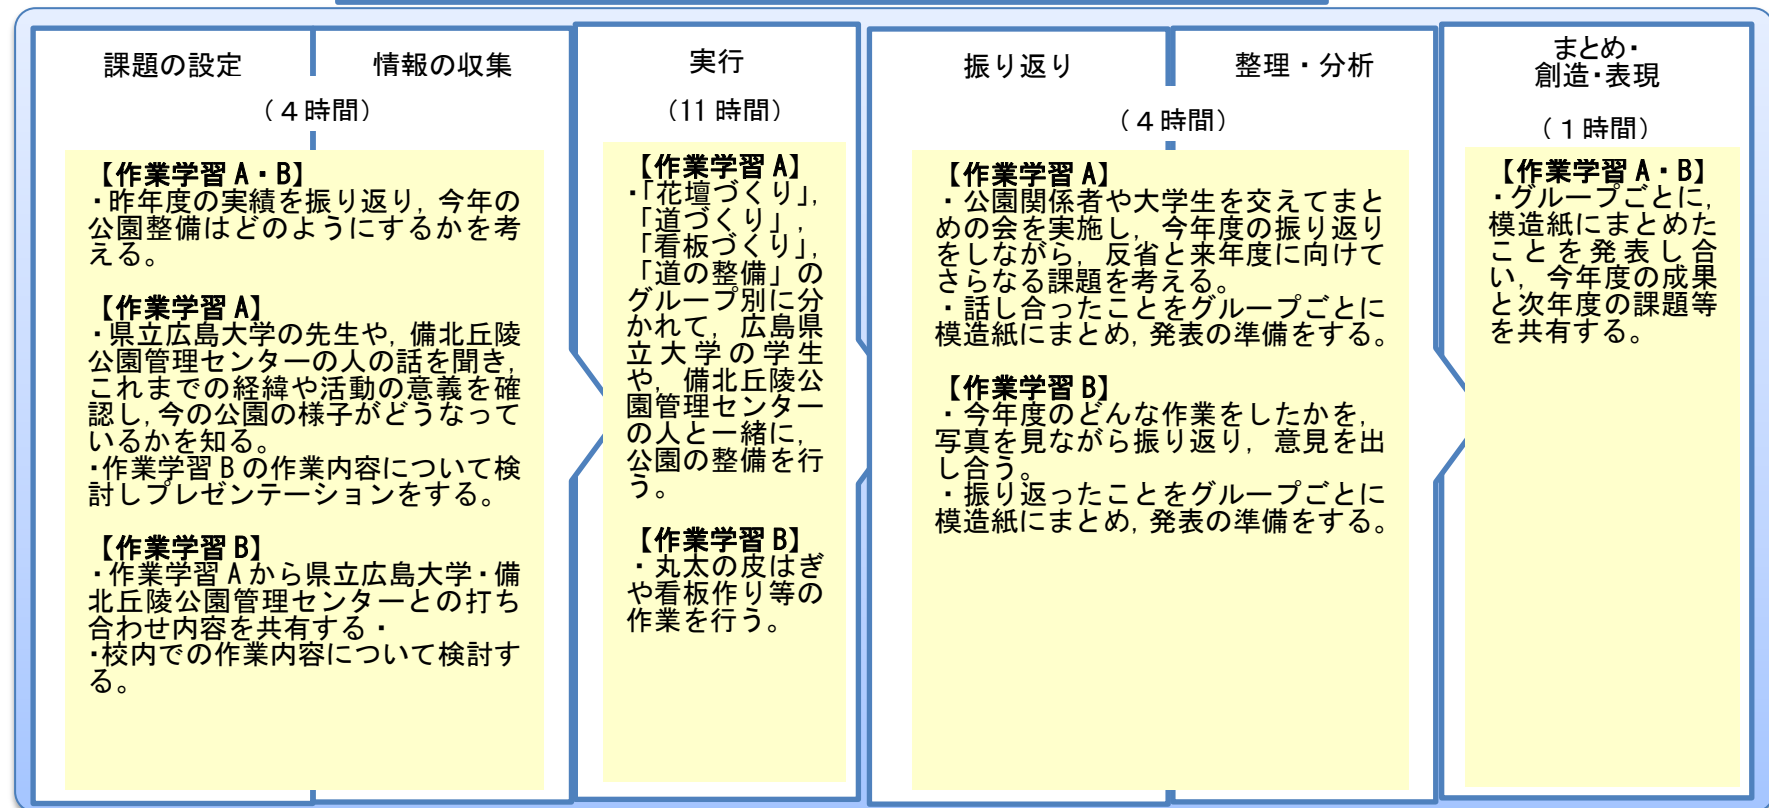 課題の設定
情報の収集
（４時間）
【作業学習 A・B】
・昨年度の実績を振り返り，今年の
公園整備はどのようにするかを考
える。
【作業学習 A】
・県立広島大学の先生や，備北丘陵
公園管理センターの人の話を聞き，
これまでの経緯や活動の意義を確
認し，今の公園の様子がどうなって
いるかを知る。
・作業学習 B の作業内容について検
討しプレゼンテーションをする。
【作業学習 B】
・作業学習 A から県立広島大学・備
北丘陵公園管理センターとの打ち
合わせ内容を共有する・
・校内での作業内容について検討す
る。
実行
（11 時間）
【作業学習 A】
・「花壇づくり」，
「道づくり」，
「看板づくり」，
「道の整備」の
グループ別に分
かれて，広島県
立大学の学生
や，備北丘陵公
園管理センター
の人と一緒に，
公園の整備を行
う。
【作業学習 B】
・丸太の皮はぎ
や看板作り等の
作業を行う。
振り返り
整理・分析
（４時間）
【作業学習 A】
・公園関係者や大学生を交えてまと
めの会を実施し，今年度の振り返り
をしながら，反省と来年度に向けて
さらなる課題を考える。
・話し合ったことをグループごとに
模造紙にまとめ，発表の準備をする。
【作業学習 B】
・今年度のどんな作業をしたかを，
写真を見ながら振り返り，意見を出
し合う。
・振り返ったことをグループごとに
模造紙にまとめ，発表の準備をする。
まとめ・
創造・表現
（１時間）
【作業学習 A・B】
・グループごとに，
模造紙にまとめた
ことを発表し合
い，今年度の成果
と次年度の課題等
を共有する。